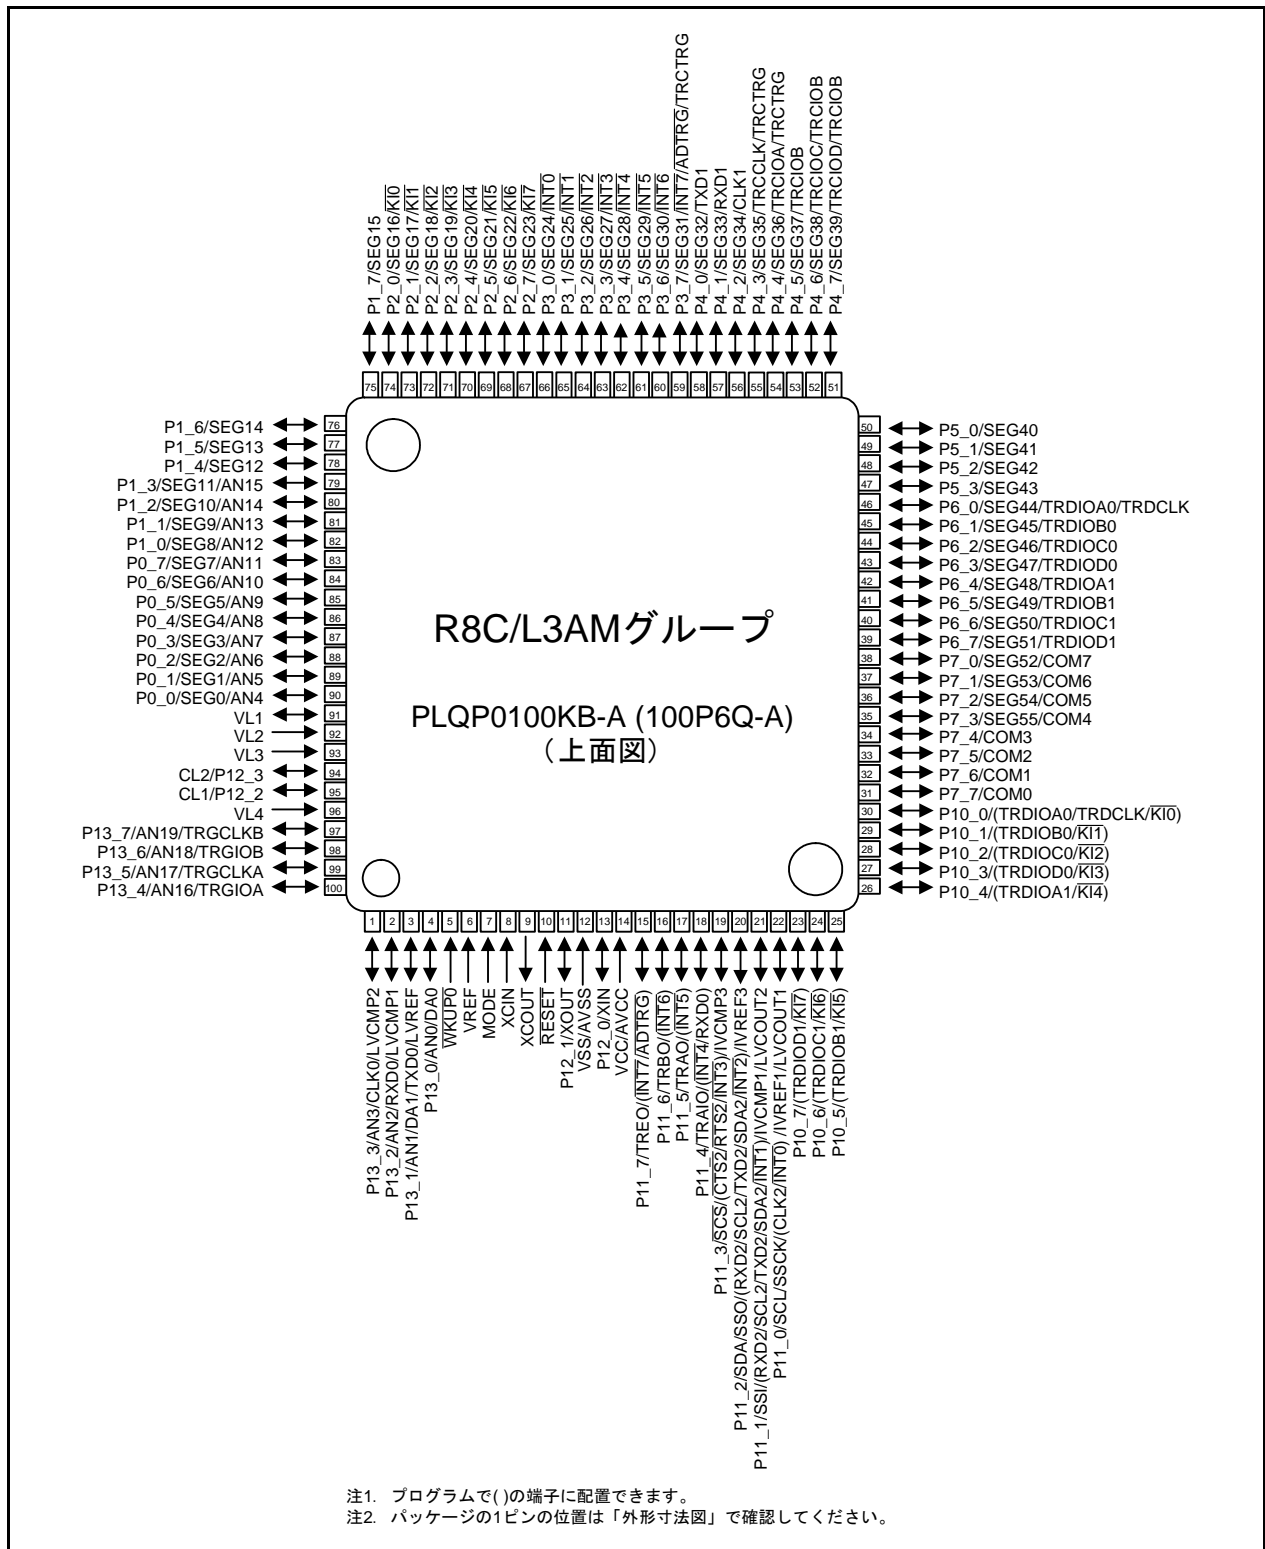 P1_7/SEG15
P2_0/SEG16/KI0
P2_1/SEG17/KI1
P2_2/SEG18/KI2
P2_3/SEG19/KI3
P2_4/SEG20/KI4
P2_5/SEG21/KI5
P2_6/SEG22/KI6
P2_7/SEG23/KI7
P3_0/SEG24/INT0
P3_1/SEG25/INT1
P3_2/SEG26/INT2
P3_3/SEG27/INT3
P3_4/SEG28/INT4
P3_5/SEG29/INT5
P3_6/SEG30/INT6
P3_7/SEG31/INT7/ADTRG/TRCTRG
P4_0/SEG32/TXD1
P4_1/SEG33/RXD1
P4_2/SEG34/CLK1
P4_3/SEG35/TRCCLK/TRCTRG
P4_4/SEG36/TRCIOA/TRCTRG
P4_5/SEG37/TRCIOB
P4_6/SEG38/TRCIOC/TRCIOB
P4_7/SEG39/TRCIOD/TRCIOB
75 74 73 72 71 70 69 68 67 66 65 64 63 62 61 60 59 58 57 56 55 54 53 52 51
P1_6/SEG14 76
P1_5/SEG13 77
P1_4/SEG12 78
P1_3/SEG11/AN15 79
P1_2/SEG10/AN14 80
P1_1/SEG9/AN13 81
P1_0/SEG8/AN12 82
P0_7/SEG7/AN11 83
P0_6/SEG6/AN10 84
P0_5/SEG5/AN9 85
P0_4/SEG4/AN8 86
P0_3/SEG3/AN7 87
P0_2/SEG2/AN6 88
P0_1/SEG1/AN5 89
P0_0/SEG0/AN4 90
VL1 91
VL2 92
VL3 93
CL2/P12_3 94
CL1/P12_2 95
VL4 96
P13_7/AN19/TRGCLKB 97
P13_6/AN18/TRGIOB 98
P13_5/AN17/TRGCLKA 99
P13_4/AN16/TRGIOA 100
R8C/L3AMグループ
PLQP0100KB-A (100P6Q-A)
（上面図）
50 P5_0/SEG40
49 P5_1/SEG41
48 P5_2/SEG42
47 P5_3/SEG43
46 P6_0/SEG44/TRDIOA0/TRDCLK
45 P6_1/SEG45/TRDIOB0
44 P6_2/SEG46/TRDIOC0
43 P6_3/SEG47/TRDIOD0
42 P6_4/SEG48/TRDIOA1
41 P6_5/SEG49/TRDIOB1
40 P6_6/SEG50/TRDIOC1
39 P6_7/SEG51/TRDIOD1
38 P7_0/SEG52/COM7
37 P7_1/SEG53/COM6
36 P7_2/SEG54/COM5
35 P7_3/SEG55/COM4
34 P7_4/COM3
33 P7_5/COM2
32 P7_6/COM1
31 P7_7/COM0
30 P10_0/(TRDIOA0/TRDCLK/KI0)
29 P10_1/(TRDIOB0/KI1)
28 P10_2/(TRDIOC0/KI2)
27 P10_3/(TRDIOD0/KI3)
26 P10_4/(TRDIOA1/KI4)
1 2 3 4 5 6 7 8 9 10 11 12 13 14 15 16 17 18 19 20 21 22 23 24 25
P13_3/AN3/CLK0/LVCMP2
P13_2/AN2/RXD0/LVCMP1
P13_1/AN1/DA1/TXD0/LVREF
P13_0/AN0/DA0
WKUP0
VREF
MODE
XCIN
XCOUT
RESET
P12_1/XOUT
VSS/AVSS
P12_0/XIN
VCC/AVCC
P11_7/TREO/(INT7/ADTRG)
P11_6/TRBO/(INT6)
P11_5/TRAO/(INT5)
P11_4/TRAIO/(INT4/RXD0)
P11_3/SCS/(CTS2/RTS2/INT3)/IVCMP3
P11_2/SDA/SSO/(RXD2/SCL2/TXD2/SDA2/INT2)/IVREF3
P11_1/SSI/(RXD2/SCL2/TXD2/SDA2/INT1)/IVCMP1/LVCOUT2
P11_0/SCL/SSCK/(CLK2/INT0) /IVREF1/LVCOUT1
P10_7/(TRDIOD1/KI7)
P10_6/(TRDIOC1/KI6)
P10_5/(TRDIOB1/KI5)
注1. プログラムで( )の端子に配置できます。
注2. パッケージの1ピンの位置は「外形寸法図」で確認してください。